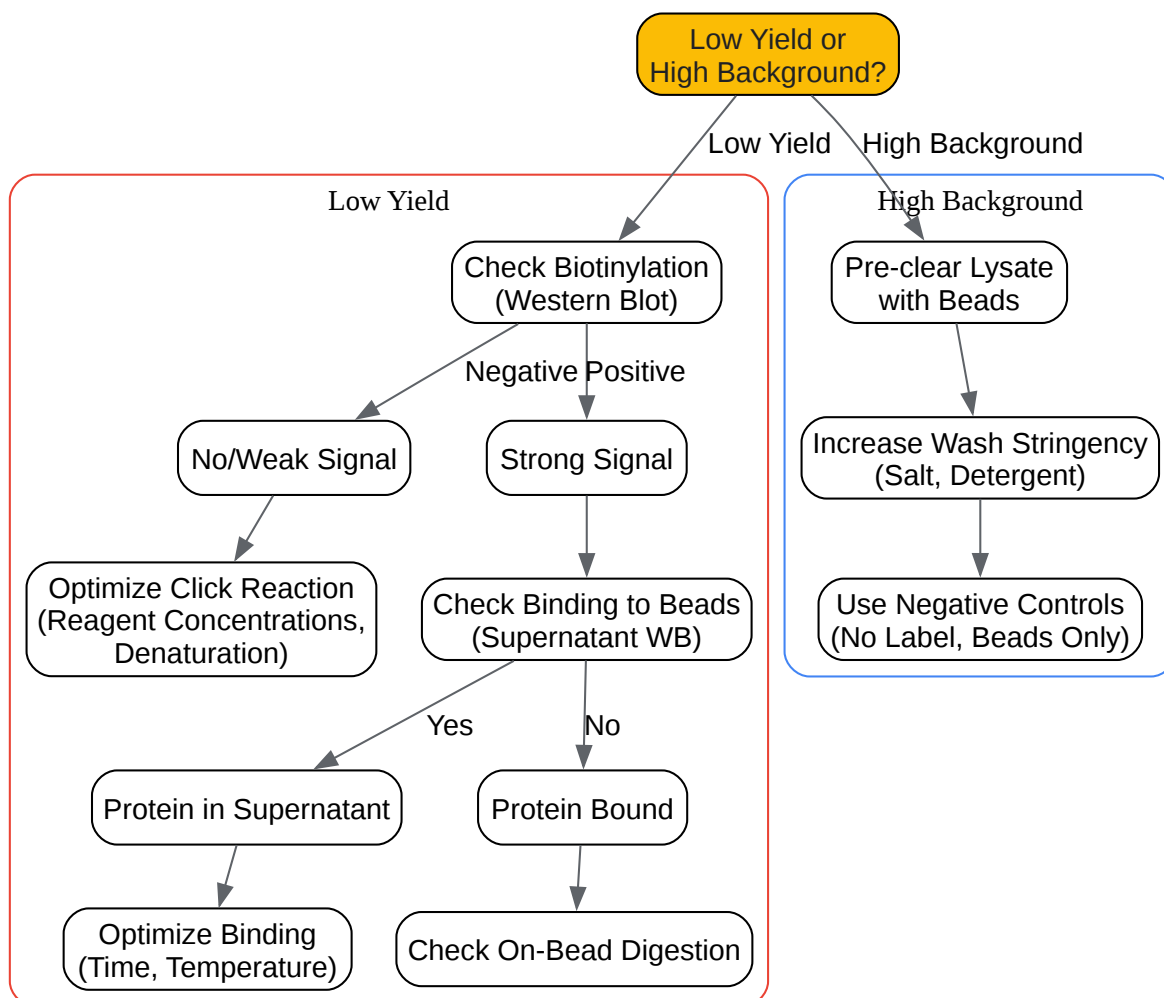 Low Yield or
High Background?
Low Yield
High Background
Low Yield
High Background
Check Biotinylation
(Western Blot)
Pre-clear Lysate
with Beads
Negative
Positive
No/Weak Signal
Strong Signal
Increase Wash Stringency
(Salt, Detergent)
Optimize Click Reaction
(Reagent Concentrations,
Denaturation)
Check Binding to Beads
(Supernatant WB)
Use Negative Controls
(No Label, Beads Only)
Yes
No
Protein in Supernatant
Protein Bound
Optimize Binding
(Time, Temperature)
Check On-Bead Digestion